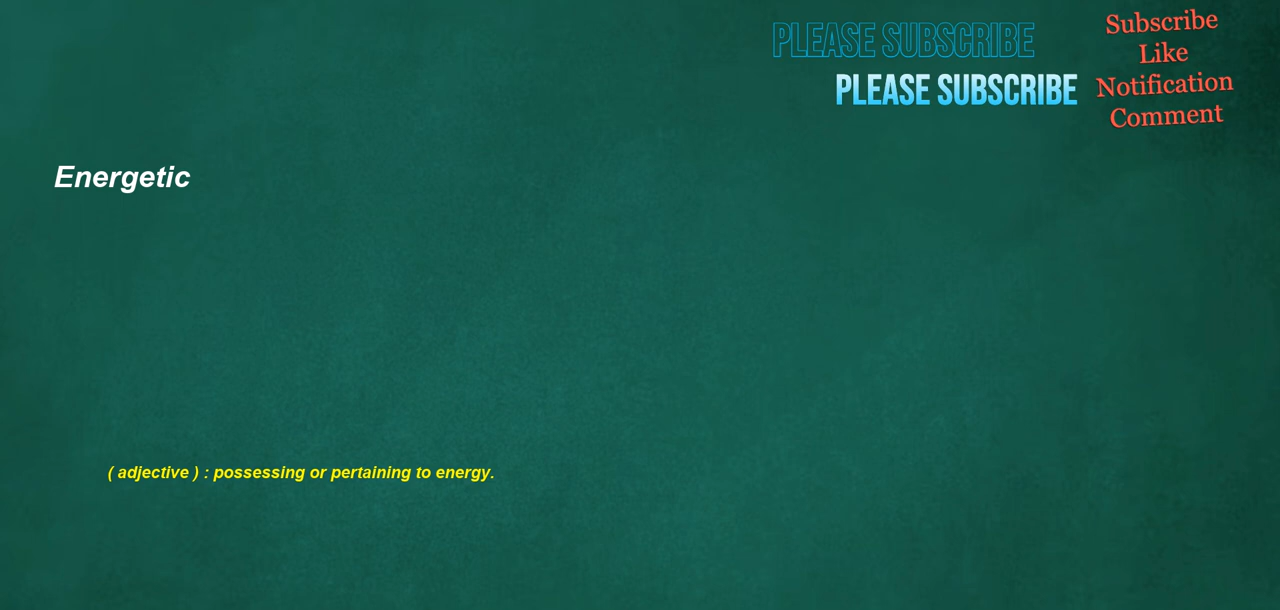 PLEASE SUBSCRIBE
PLEASE SUBSCRIBE
Subscribe
Like
Notification
Comment
Energetic
( adjective ) : possessing or pertaining to energy.